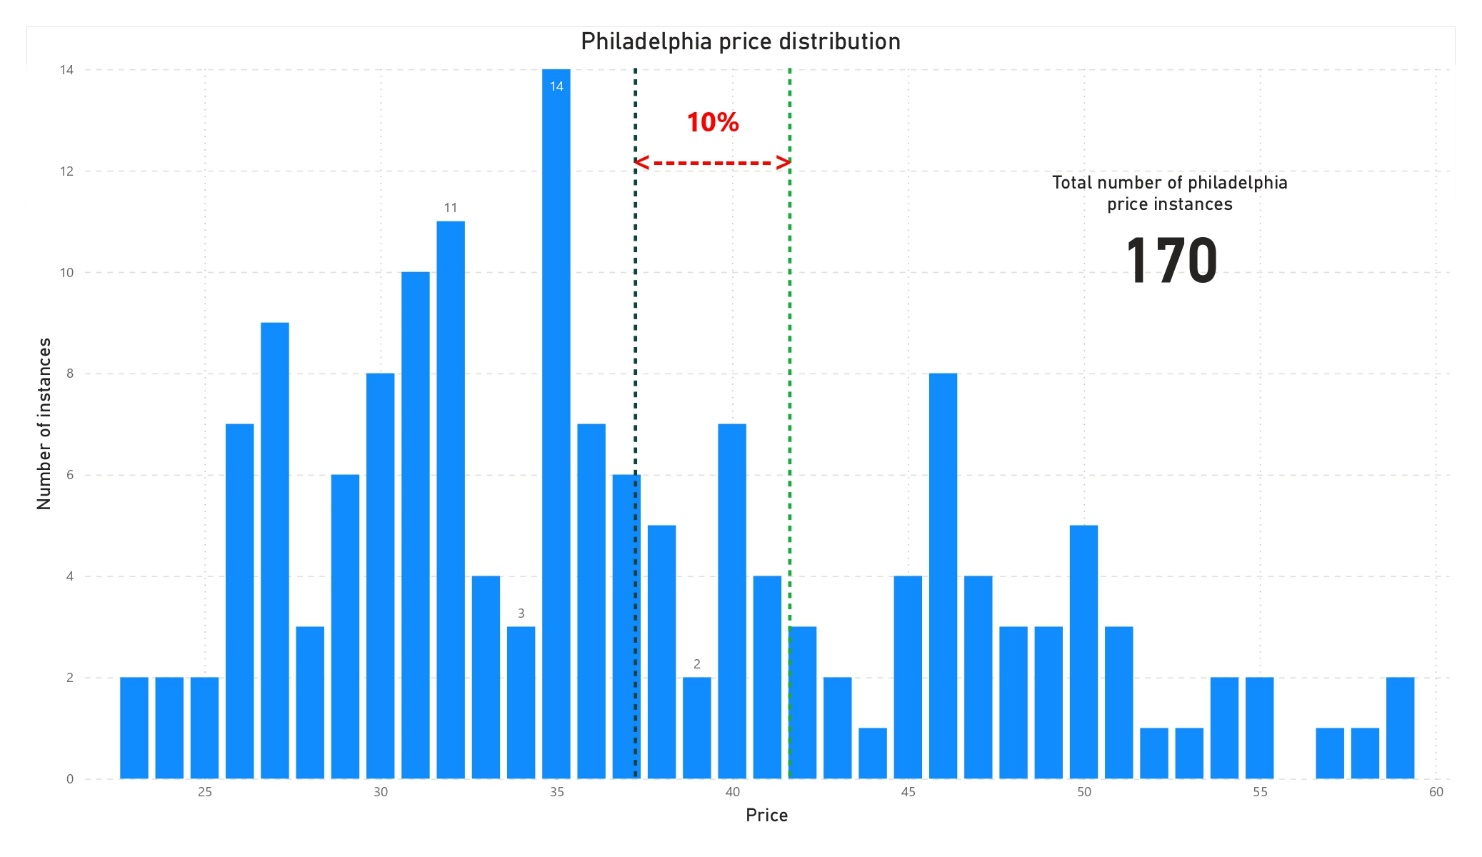 Philadelphia price distribution
14
14
10%
12
Total number of philadelphia
price instances
11
170
10
Number of instances
8
6
4
3
2
2
0
25 30 35 40 45 50 55 60
Price